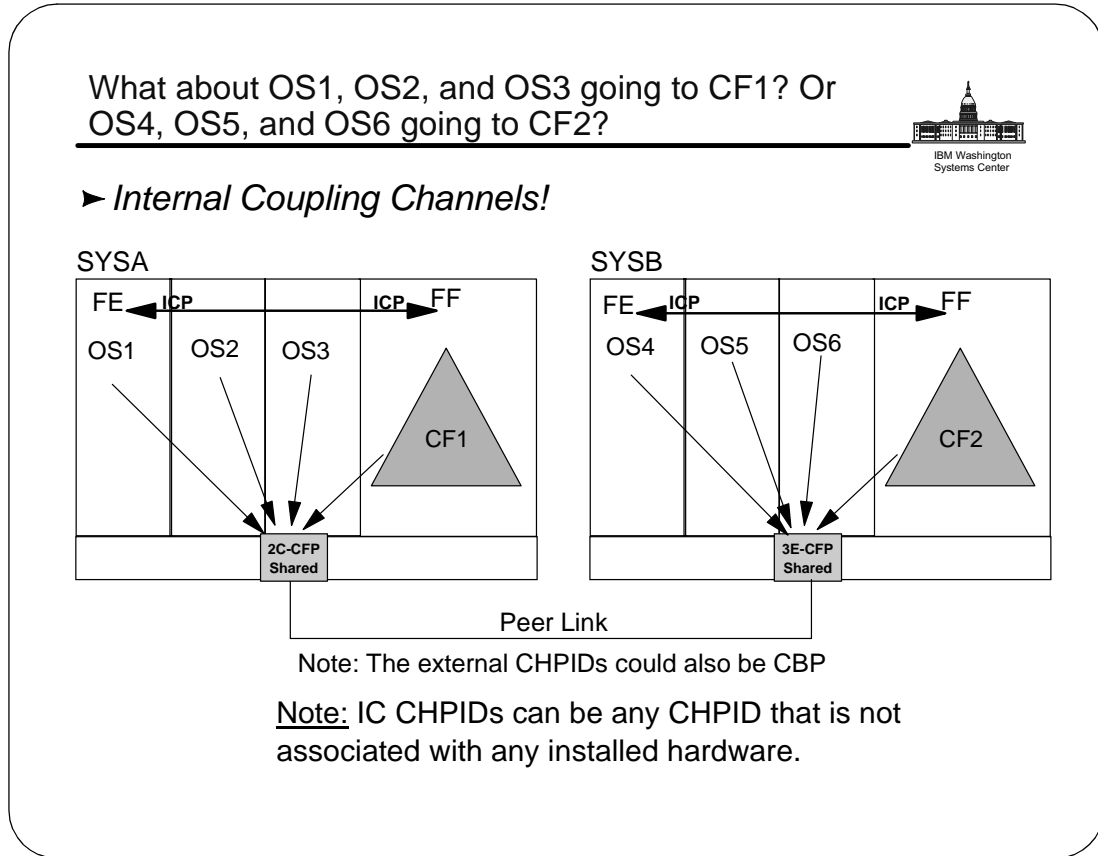 What about OS1, OS2, and OS3 going to CF1? Or
OS4, OS5, and OS6 going to CF2?
IBM Washington
Systems Center
Internal Coupling Channels!
SYSA
FE ICP ICP FF
OS1 OS2 OS3
CF1
2C-CFP
Shared
SYSB
FE ICP ICP FF
OS4 OS5 OS6
CF2
3E-CFP
Shared
Peer Link
Note: The external CHPIDs could also be CBP
Note: IC CHPIDs can be any CHPID that is not
associated with any installed hardware.